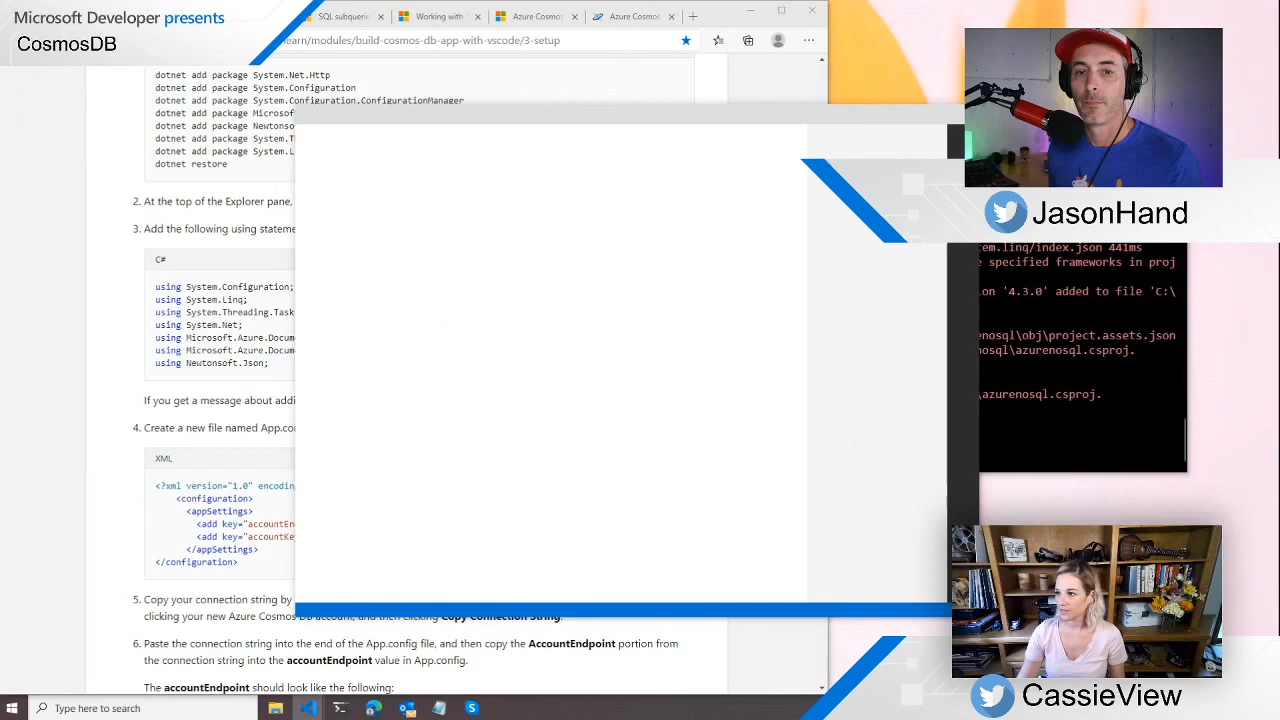 Microsoft Developer presents
CosmosDB
SQL subquerie
Working with
Azure Cosmos
Azure Cosmos
earn/modules/build-cosmos-db-app-with-vscode/3-setup
dotnet add package System.Net.Http
dotnet add package System.Configuration
dotnet add package System.Configuration.ConfigurationManager
dotnet add package Microsof
dotnet add package Newtons
dotnet add package System.T
dotnet add package System.L
dotnet restore
2. At the top of the Explorer pane,
3. Add the following using stateme
C#
using System.Configuration;
using System.Linq;
using System.Threading.Task
using System.Net;
using Microsoft.Azure.Docum
using Microsoft.Azure.Docum
using Newtonsoft.Json;
If you get a message about addi
4. Create a new file named App.con
XML
<?xml version="1.0" encodin
<configuration>
<appSettings>
<add key="accountEn
<add key="accountKe
</appSettings>
</configuration>
5. Copy your connection string by
clicking your new Azure Cosmos DB account, and then clicking Copy Connection String.
6. Paste the connection string into the end of the App.config file, and then copy the AccountEndpoint portion from
the connection string into the accountEndpoint value in App.config.
The accountEndpoint should look like the following:
JasonHand
tem.linq/index.json 441ms
e specified frameworks in proj
ion '4.3.0' added to file 'C:\
enosql\obj\project.assets.json
nosql\azurenosql.csproj.
\azurenosql.csproj.
CassieView
Type here to search